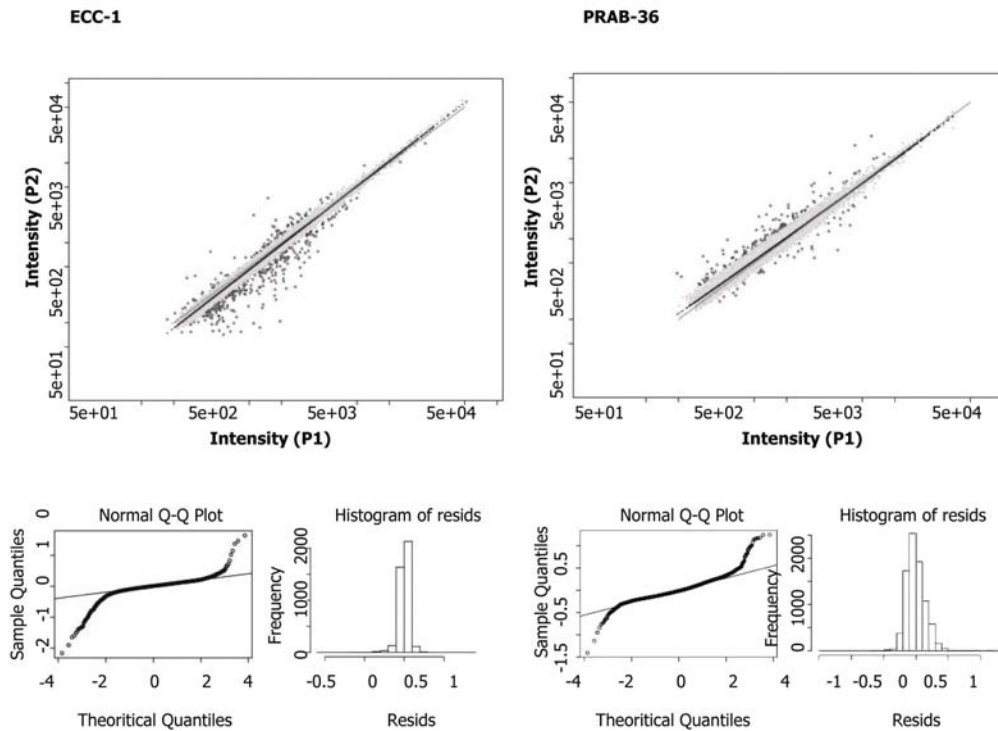 ECC-1
PRAB-36
Intensity (P2)
5e+04
5e+03
5e+02
5e+01
5e+01 5e+02 5e+03 5e+04
Intensity (P1)
Intensity (P2)
5e+04
5e+03
5e+02
5e+01
5e+01 5e+02 5e+03 5e+04
Intensity (P1)
Normal Q-Q Plot
Sample Quantiles
0
1
0
-1
-2
-4 -2 0 2 4
Theoritical Quantiles
Histogram of resids
Frequency
2000
1000
0
-0.5 0 0.5 1
Resids
Normal Q-Q Plot
Sample Quantiles
0.5
-0.5
-1.5
-4 -2 0 2 4
Theoritical Quantiles
Histogram of resids
Frequency
2500
1000
0
-1 -1 0 0.5 1
Resids